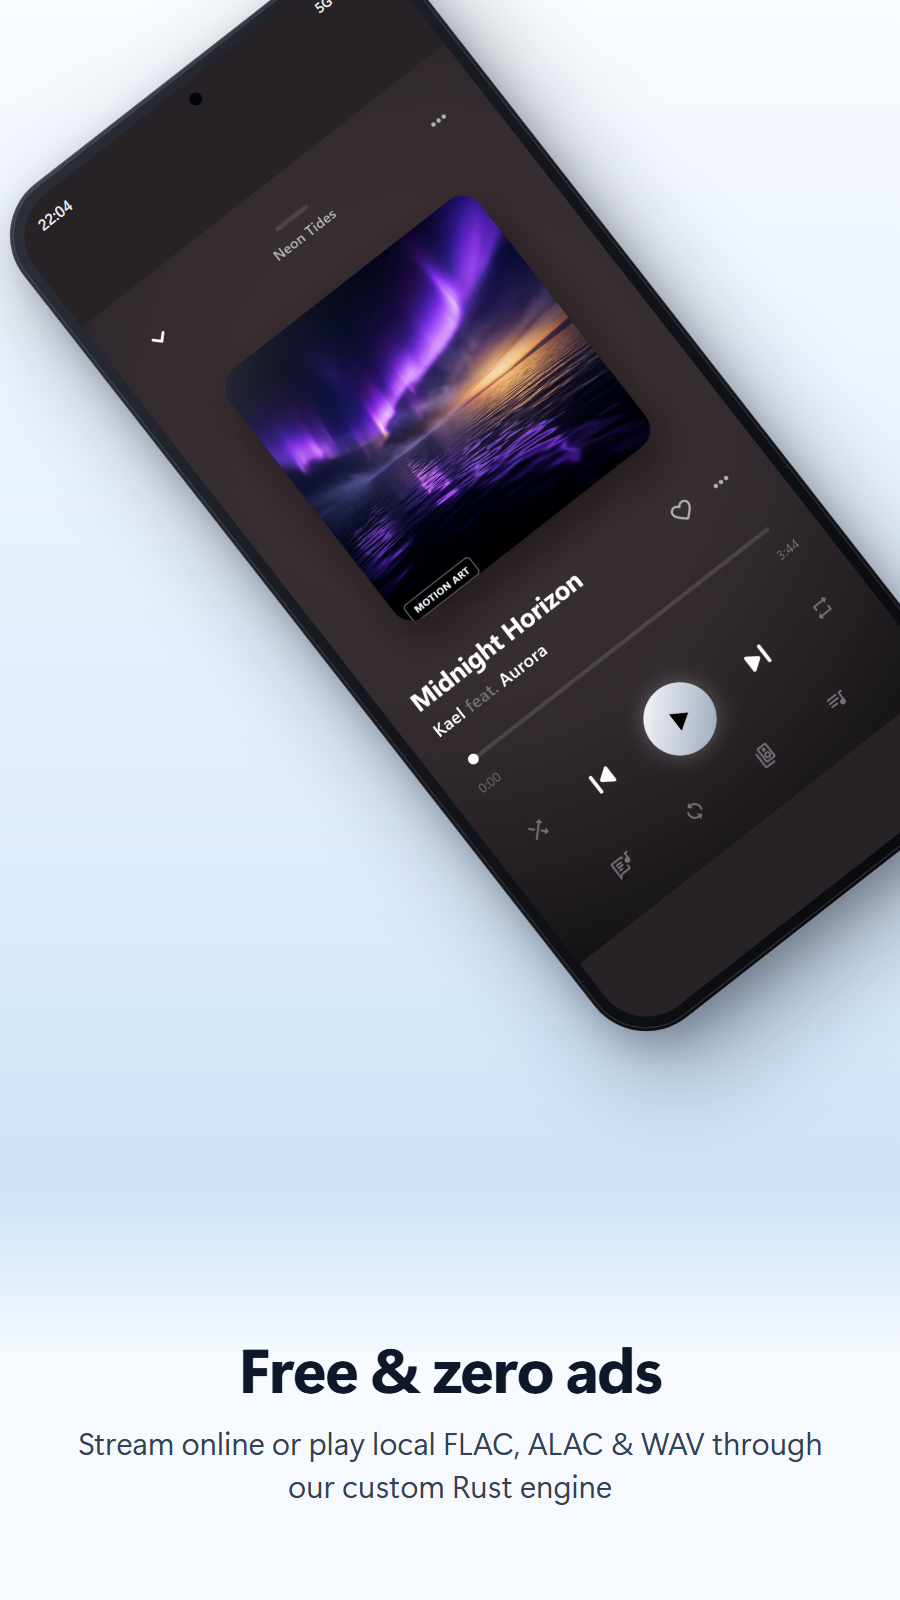 22:04
5G
Neon Tides
MOTION ART
Midnight Horizon
Kael feat. Aurora
0:00
3:44
Free & zero ads
Stream online or play local FLAC, ALAC & WAV through
our custom Rust engine